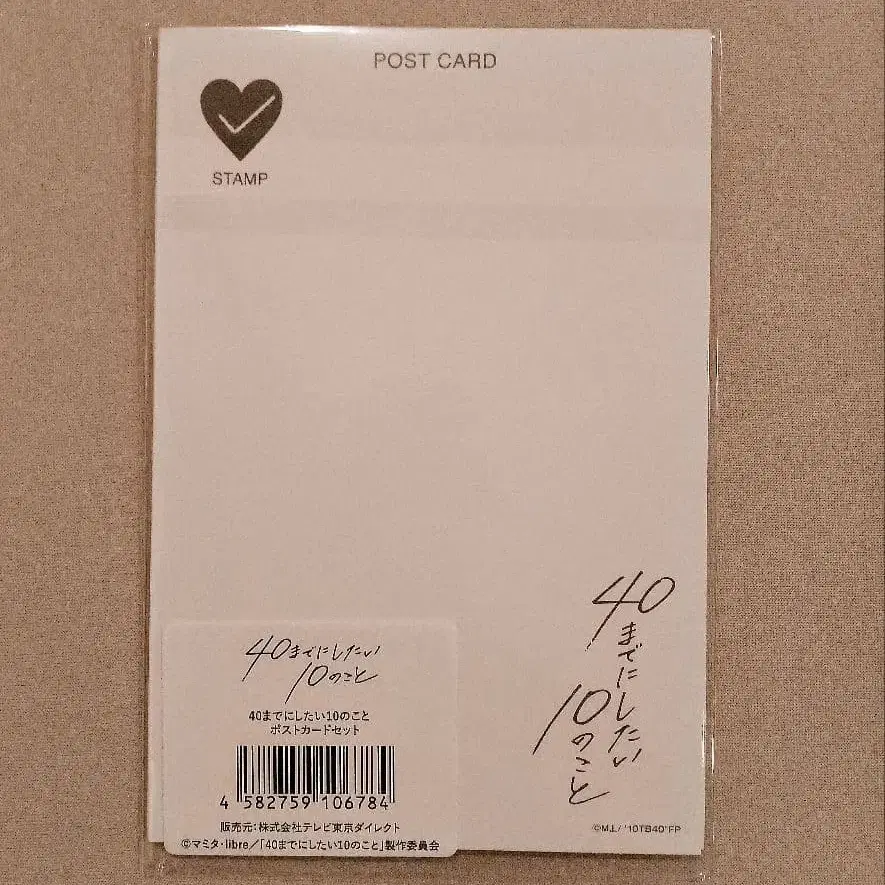 POST CARD
STAMP
40
までにしたい
10のこと
40までにしたい
10のこと
40までにしたい10のこと
ポストカードセット
4 582759 106784
販売元:株式会社テレビ東京ダイレクト
©マミタ・libre/「40までにしたい10のこと」製作委員会
©M,L/ "10TB40"FP